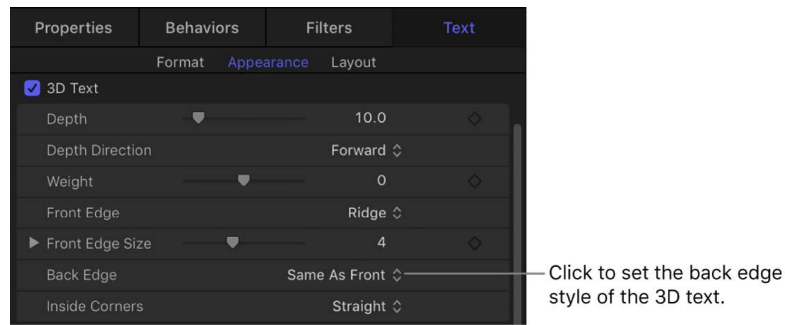 Properties Behaviors Filters Text
Format Appearance Layout
3D Text
Depth 10.0
Depth Direction Forward
Weight 0
Front Edge Ridge
Front Edge Size 4
Back Edge Same As Front
Inside Corners Straight
Click to set the back edge
style of the 3D text.